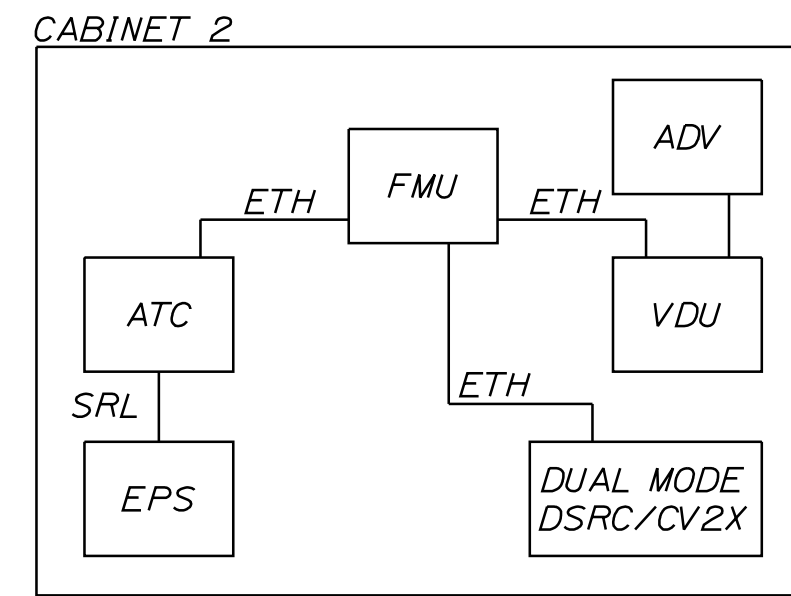 CABINET 2
ADV
FMU
ETH
ETH
ATC
VDU
ETH
SRL
EPS
DUAL MODE
DSRC/CV2X